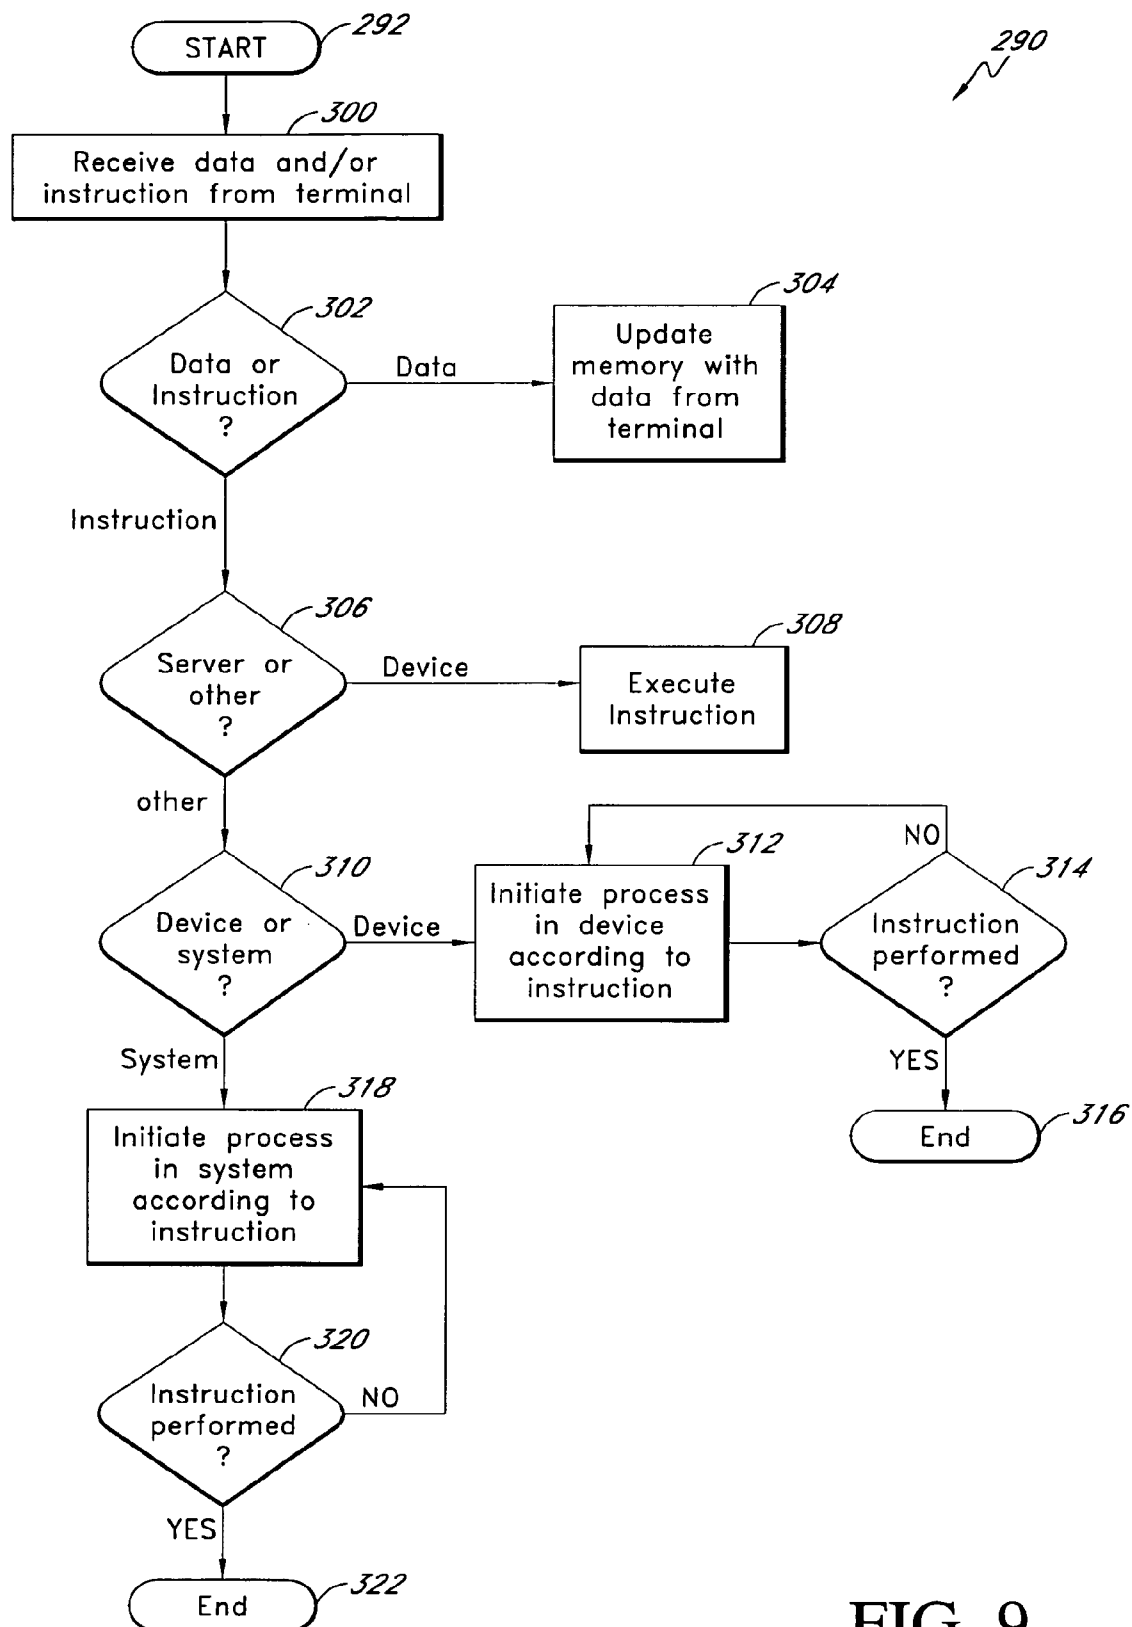 START
292
290
300
Receive data and/or
instruction from terminal
302
Data or
Instruction
?
Data
304
Update
memory with
data from
terminal
Instruction
306
Server or
other
?
Device
308
Execute
Instruction
other
310
Device or
system
?
Device
312
Initiate process
in device
according to
instruction
NO
314
Instruction
performed
?
YES
316
End
System
318
Initiate process
in system
according to
instruction
320
Instruction
performed
?
NO
YES
322
End
FIG. 9